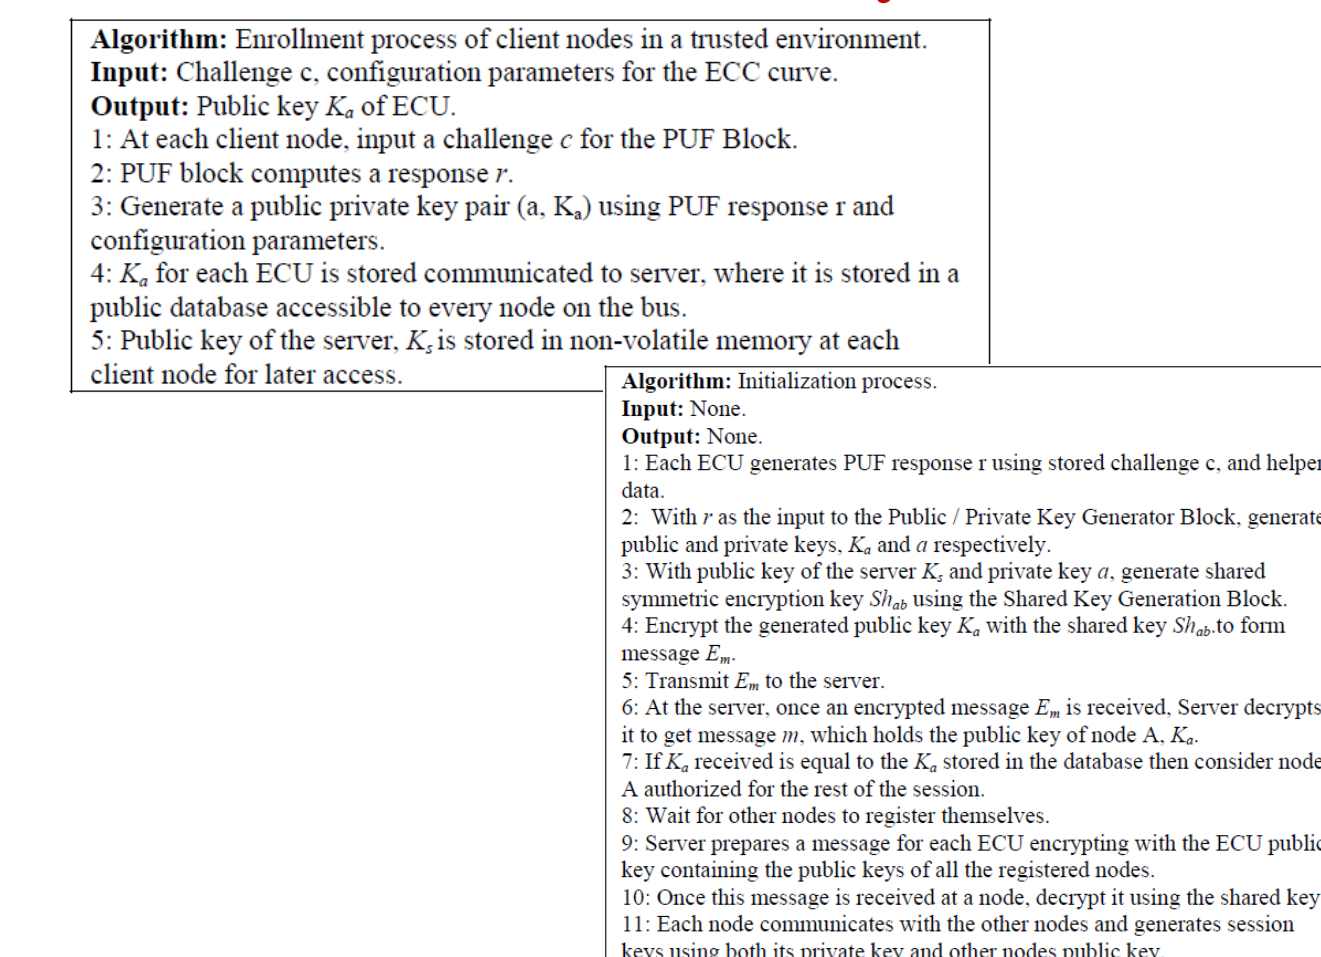 Algorithm: Enrollment process of client nodes in a trusted environment.
Input: Challenge c, configuration parameters for the ECC curve.
Output: Public key Ka of ECU.
1: At each client node, input a challenge c for the PUF Block.
2: PUF block computes a response r.
3: Generate a public private key pair (a, Ka) using PUF response r and
configuration parameters.
4: Ka for each ECU is stored communicated to server, where it is stored in a
public database accessible to every node on the bus.
5: Public key of the server, Ks is stored in non-volatile memory at each
client node for later access.
Algorithm: Initialization process.
Input: None.
Output: None.
1: Each ECU generates PUF response r using stored challenge c, and helper
data.
2: With r as the input to the Public / Private Key Generator Block, generate
public and private keys, Ka and a respectively.
3: With public key of the server Ks and private key a, generate shared
symmetric encryption key Shab using the Shared Key Generation Block.
4: Encrypt the generated public key Ka with the shared key Shab.to form
message Em.
5: Transmit Em to the server.
6: At the server, once an encrypted message Em is received, Server decrypts
it to get message m, which holds the public key of node A, Ka.
7: If Ka received is equal to the Ka stored in the database then consider node
A authorized for the rest of the session.
8: Wait for other nodes to register themselves.
9: Server prepares a message for each ECU encrypting with the ECU public
key containing the public keys of all the registered nodes.
10: Once this message is received at a node, decrypt it using the shared key
11: Each node communicates with the other nodes and generates session
keys using both its private key and other nodes public key.